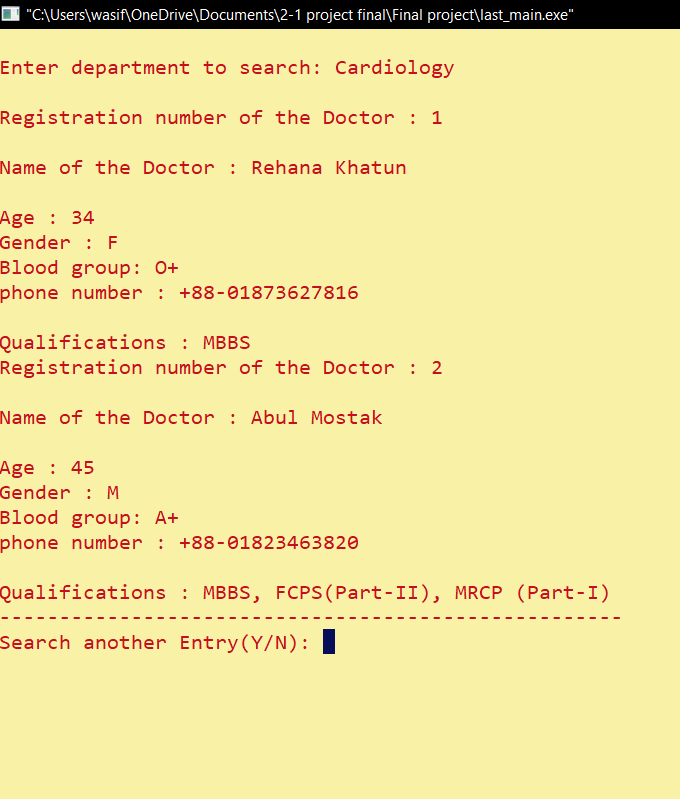 "C:\Users\wasif\OneDrive\Documents\2-1 project final\Final project\last_main.exe"
Enter department to search: Cardiology
Registration number of the Doctor : 1
Name of the Doctor : Rehana Khatun
Age : 34
Gender : F
Blood group: O+
phone number : +88-01873627816
Qualifications : MBBS
Registration number of the Doctor : 2
Name of the Doctor : Abul Mostak
Age : 45
Gender : M
Blood group: A+
phone number : +88-01823463820
Qualifications : MBBS, FCPS(Part-II), MRCP (Part-I)
----------------------------------------------------
Search another Entry(Y/N):